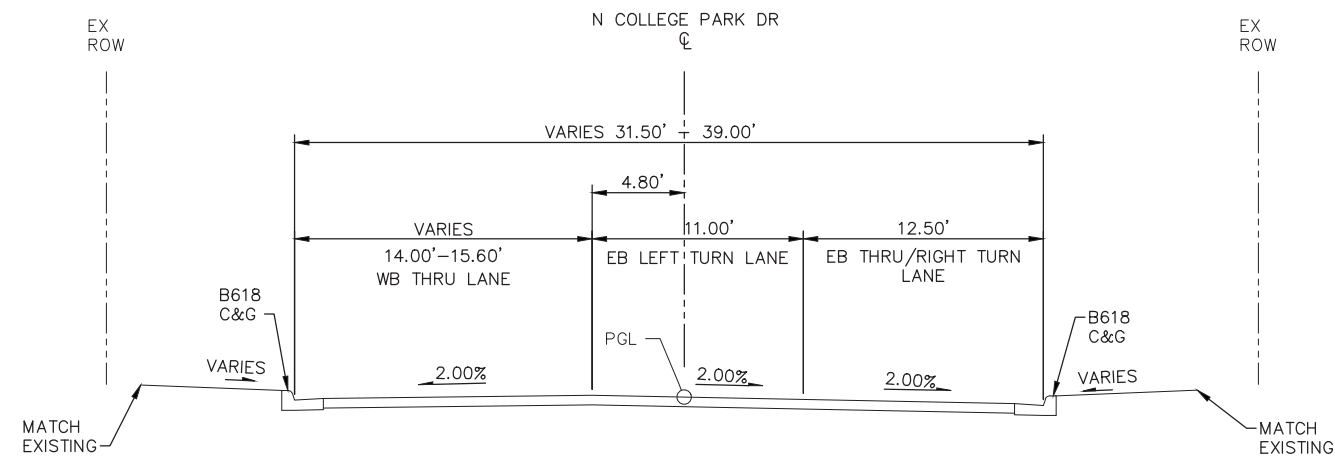 N COLLEGE PARK DR
℄
EX
ROW
EX
ROW
VARIES 31.50' - 39.00'
4.80'
VARIES
14.00'-15.60'
WB THRU LANE
11.00'
EB LEFT TURN LANE
12.50'
EB THRU/RIGHT TURN
LANE
B618
C&G
B618
C&G
PGL
VARIES
2.00%
2.00%
2.00%
VARIES
MATCH
EXISTING
MATCH
EXISTING